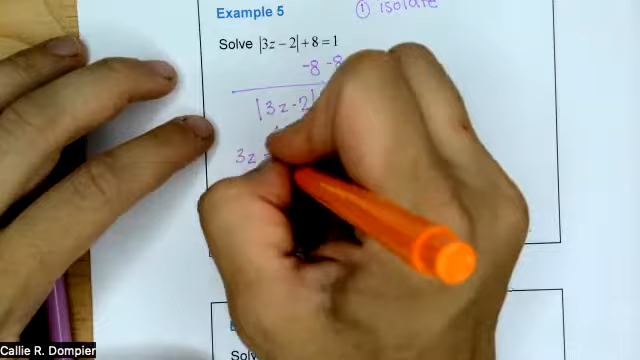 Example 5
① isolate
Solve |3z − 2| + 8 = 1
-8 -8
|3z - 2|
3z
Solv
Callie R. Dompier